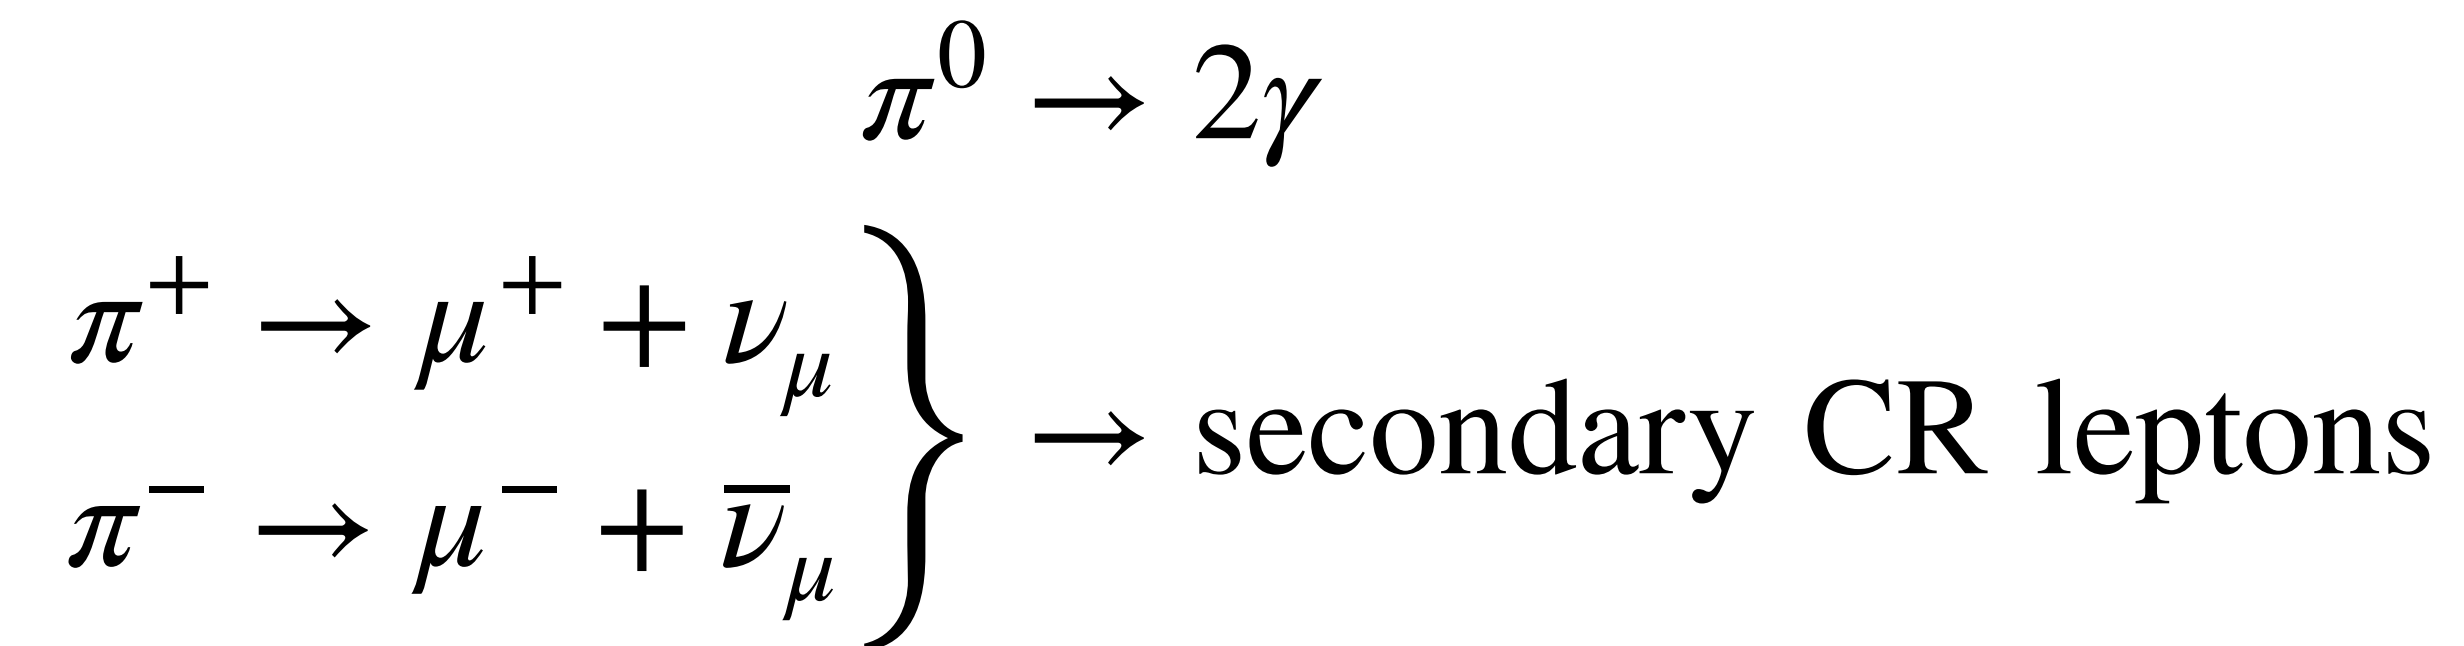 π⁰ → 2γ
π⁺ → μ⁺ + ν_μ
→ secondary CR leptons
π⁻ → μ⁻ + ν̅_μ